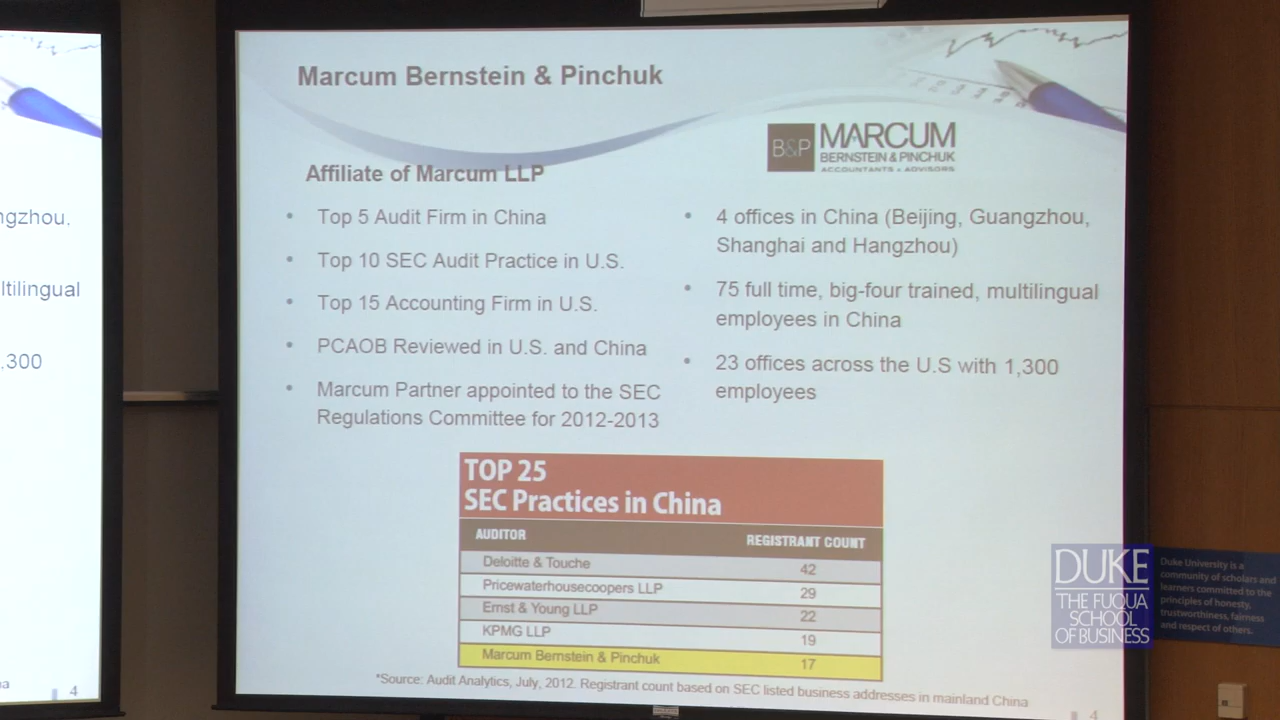 ngzhou,
ltilingual
,300
4
Marcum Bernstein & Pinchuk
B&P MARCUM
BERNSTEIN & PINCHUK
ACCOUNTANTS ▪ ADVISORS
Affiliate of Marcum LLP
• Top 5 Audit Firm in China
• Top 10 SEC Audit Practice in U.S.
• Top 15 Accounting Firm in U.S.
• PCAOB Reviewed in U.S. and China
• Marcum Partner appointed to the SEC
Regulations Committee for 2012-2013
• 4 offices in China (Beijing, Guangzhou,
Shanghai and Hangzhou)
• 75 full time, big-four trained, multilingual
employees in China
• 23 offices across the U.S with 1,300
employees
TOP 25
SEC Practices in China
AUDITOR REGISTRANT COUNT
Deloitte & Touche 42
Pricewaterhousecoopers LLP 29
Ernst & Young LLP 22
KPMG LLP 19
Marcum Bernstein & Pinchuk 17
*Source: Audit Analytics, July, 2012. Registrant count based on SEC listed business addresses in mainland China
4
DUKE
THE FUQUA
SCHOOL
OF BUSINESS
Duke University is a
community of scholars and
learners committed to the
principles of honesty,
trustworthiness, fairness
and respect of others.